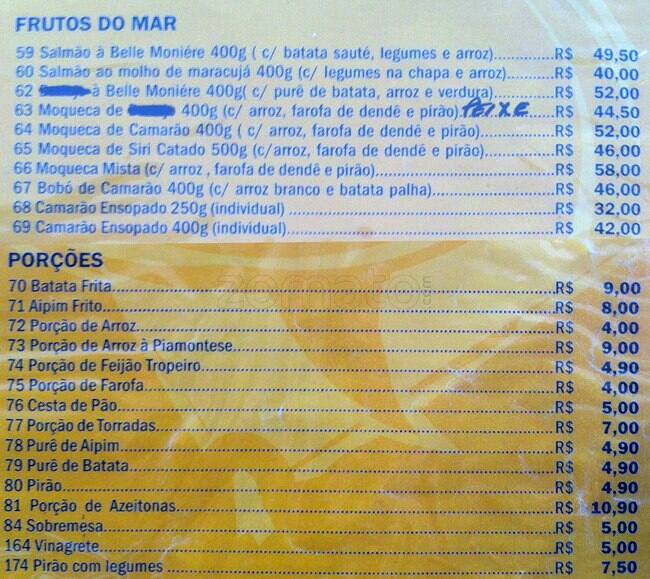 FRUTOS DO MAR
59 Salmão à Belle Moniére 400g ( c/ batata sauté, legumes e arroz)..............R$ 49,50
60 Salmão ao molho de maracujá 400g (c/ legumes na chapa e arroz)...........R$ 40,00
62 à Belle Moniére 400g( c/ purê de batata, arroz e verdura)..............R$ 52,00
63 Moqueca de 400g (c/ arroz, farofa de dendê e pirão). PEIXE R$ 44,50
64 Moqueca de Camarão 400g ( c/ arroz, farofa de dendê e pirão)................R$ 52,00
65 Moqueca de Siri Catado 500g (c/arroz, farofa de dendê e pirão)...............R$ 46,00
66 Moqueca Mista (c/ arroz , farofa de dendê e pirão)....................................R$ 58,00
67 Bobó de Camarão 400g (c/ arroz branco e batata palha)..........................R$ 46,00
68 Camarão Ensopado 250g (individual) ......................................................R$ 32,00
69 Camarão Ensopado 400g (individual).......................................................R$ 42,00
PORÇÕES
zomato.com
70 Batata Frita..................................................................................R$ 9,00
71 Aipim Frito...................................................................................R$ 8,00
72 Porção de Arroz...........................................................................R$ 4,00
73 Porção de Arroz à Piamontese......................................................R$ 9,00
74 Porção de Feijão Tropeiro.............................................................R$ 4,90
75 Porção de Farofa..........................................................................R$ 4,00
76 Cesta de Pão................................................................................R$ 5,00
77 Porção de Torradas.......................................................................R$ 7,00
78 Purê de Aipim...............................................................................R$ 4,90
79 Purê de Batata..............................................................................R$ 4,90
80 Pirão.............................................................................................R$ 4,90
81 Porção de Azeitonas.....................................................................R$ 10,90
84 Sobremesa...................................................................................R$ 5,00
164 Vinagrete....................................................................................R$ 5,00
174 Pirão com legumes .....................................................................R$ 7,50